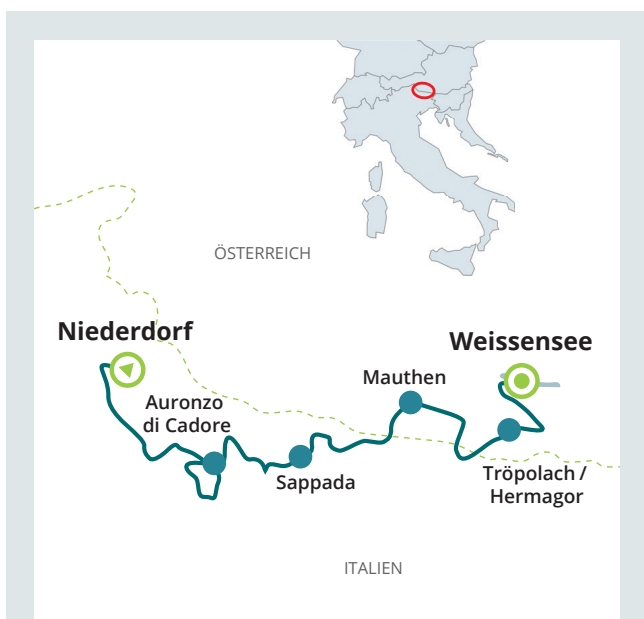 ÖSTERREICH
Niederdorf
Weissensee
Mauthen
Auronzo
di Cadore
Sappada
Tröpolach /
Hermagor
ITALIEN